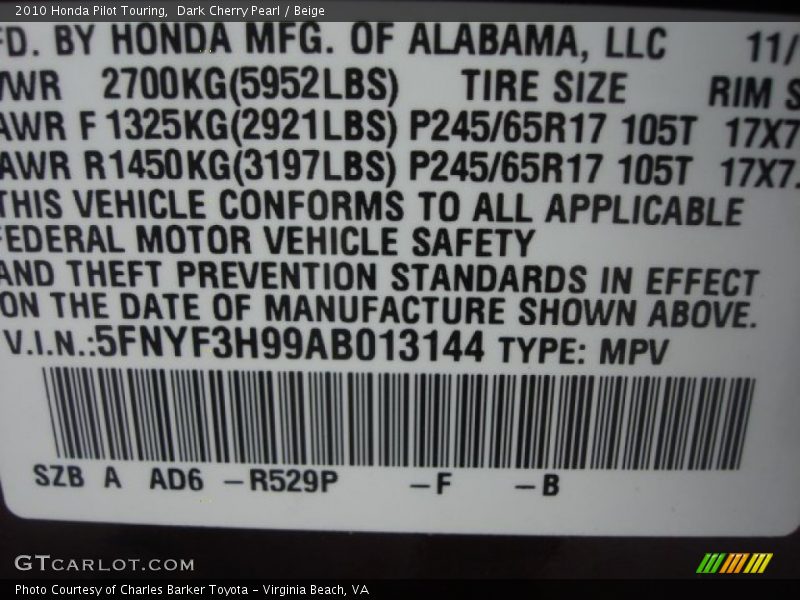 2010 Honda Pilot Touring,  Dark Cherry Pearl / Beige
FD. BY HONDA MFG. OF ALABAMA, LLC 11/
VWR 2700KG(5952LBS) TIRE SIZE RIM S
AWR F 1325KG(2921LBS) P245/65R17 105T 17X7
AWR R1450KG(3197LBS) P245/65R17 105T 17X7.
THIS VEHICLE CONFORMS TO ALL APPLICABLE
FEDERAL MOTOR VEHICLE SAFETY
AND THEFT PREVENTION STANDARDS IN EFFECT
ON THE DATE OF MANUFACTURE SHOWN ABOVE.
V.I.N.:5FNYF3H99AB013144 TYPE: MPV
SZB A AD6 –R529P –F –B
GTCARLOT.COM
Photo Courtesy of Charles Barker Toyota – Virginia Beach, VA